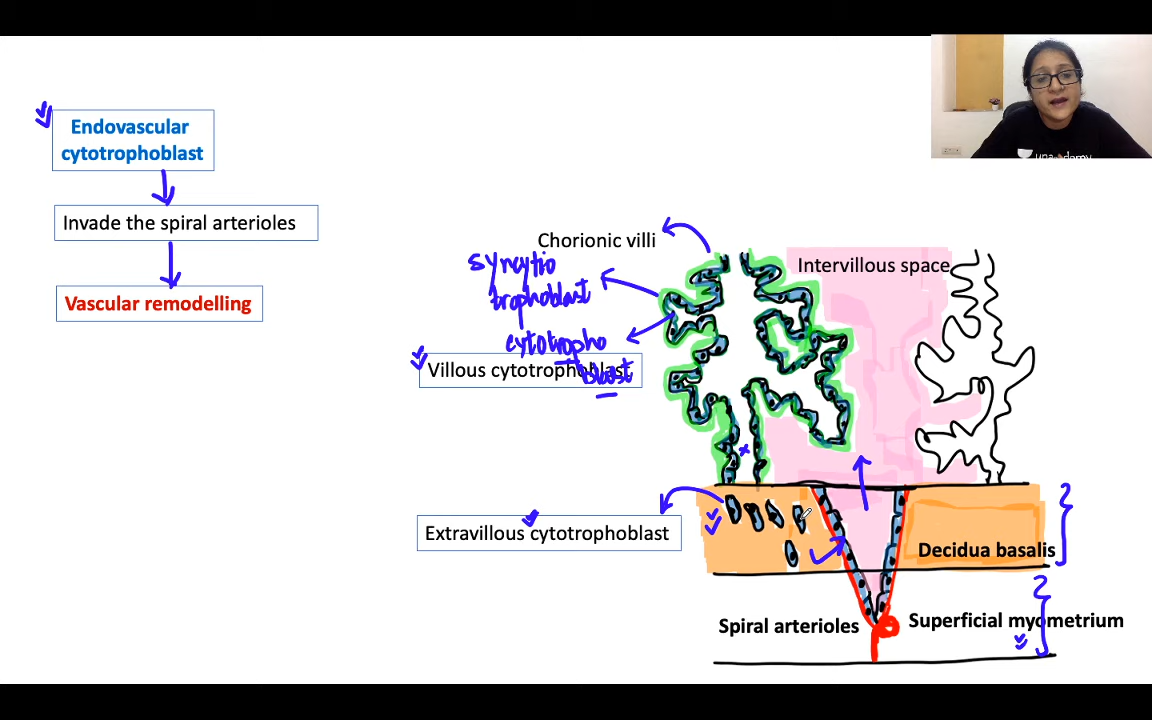 Endovascular
cytotrophoblast
Invade the spiral arterioles
Vascular remodelling
Chorionic villi
Intervillous space
syncytio
trophoblast
cytotropho
blast
Villous cytotrophoblast
Extravillous cytotrophoblast
Decidua basalis
Spiral arterioles
Superficial myometrium